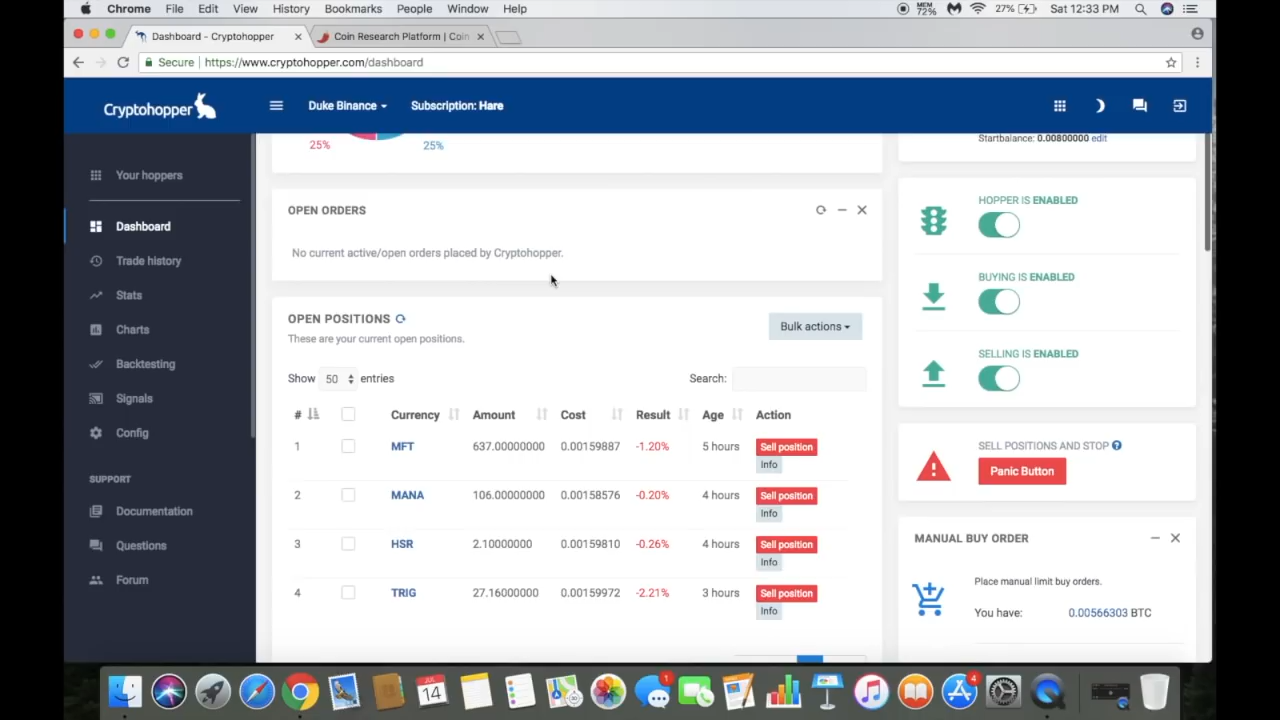 Chrome File Edit View History Bookmarks People Window Help MEM 72% 27% Sat 12:33 PM
Dashboard - Cryptohopper Coin Research Platform | Coin
Secure https://www.cryptohopper.com/dashboard
Cryptohopper Duke Binance Subscription: Hare
25% 25%
Startbalance: 0.00800000 edit
Your hoppers
Dashboard
Trade history
Stats
Charts
Backtesting
Signals
Config
SUPPORT
Documentation
Questions
Forum
OPEN ORDERS
No current active/open orders placed by Cryptohopper.
OPEN POSITIONS
These are your current open positions.
Bulk actions
Show 50 entries Search:
# Currency Amount Cost Result Age Action
1 MFT 637.00000000 0.00159887 -1.20% 5 hours Sell position
Info
2 MANA 106.00000000 0.00158576 -0.20% 4 hours Sell position
Info
3 HSR 2.10000000 0.00159810 -0.26% 4 hours Sell position
Info
4 TRIG 27.16000000 0.00159972 -2.21% 3 hours Sell position
Info
HOPPER IS ENABLED
BUYING IS ENABLED
SELLING IS ENABLED
SELL POSITIONS AND STOP ?
Panic Button
MANUAL BUY ORDER
Place manual limit buy orders.
You have: 0.00566303 BTC
JUL
14
1
4